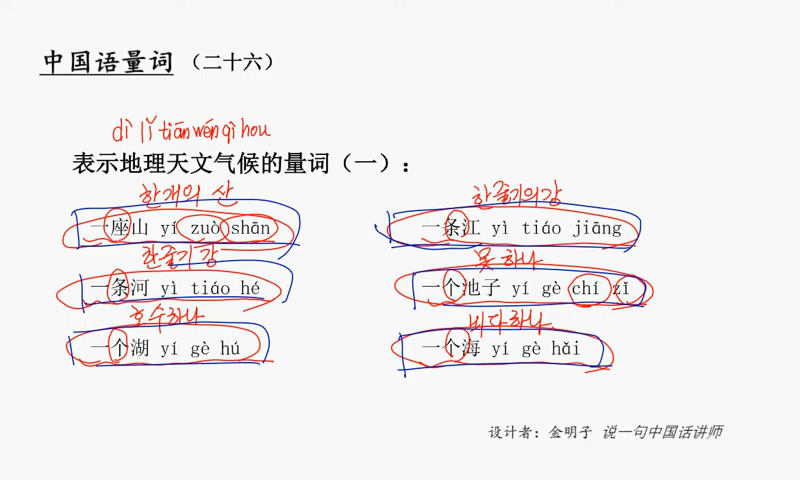 中国语量词（二十六）
dì lǐ tiān wén qì hou
表示地理天文气候的量词（一）：
한개의 산
一座山 yí zuò shān
한줄기 강
一条河 yì tiáo hé
호수하나
一个湖 yí gè hú
한줄기의강
一条江 yì tiáo jiāng
못 하나
一个池子 yí gè chí zǐ
바다하나
一个海 yí gè hǎi
设计者：金明子 说一句中国话讲师